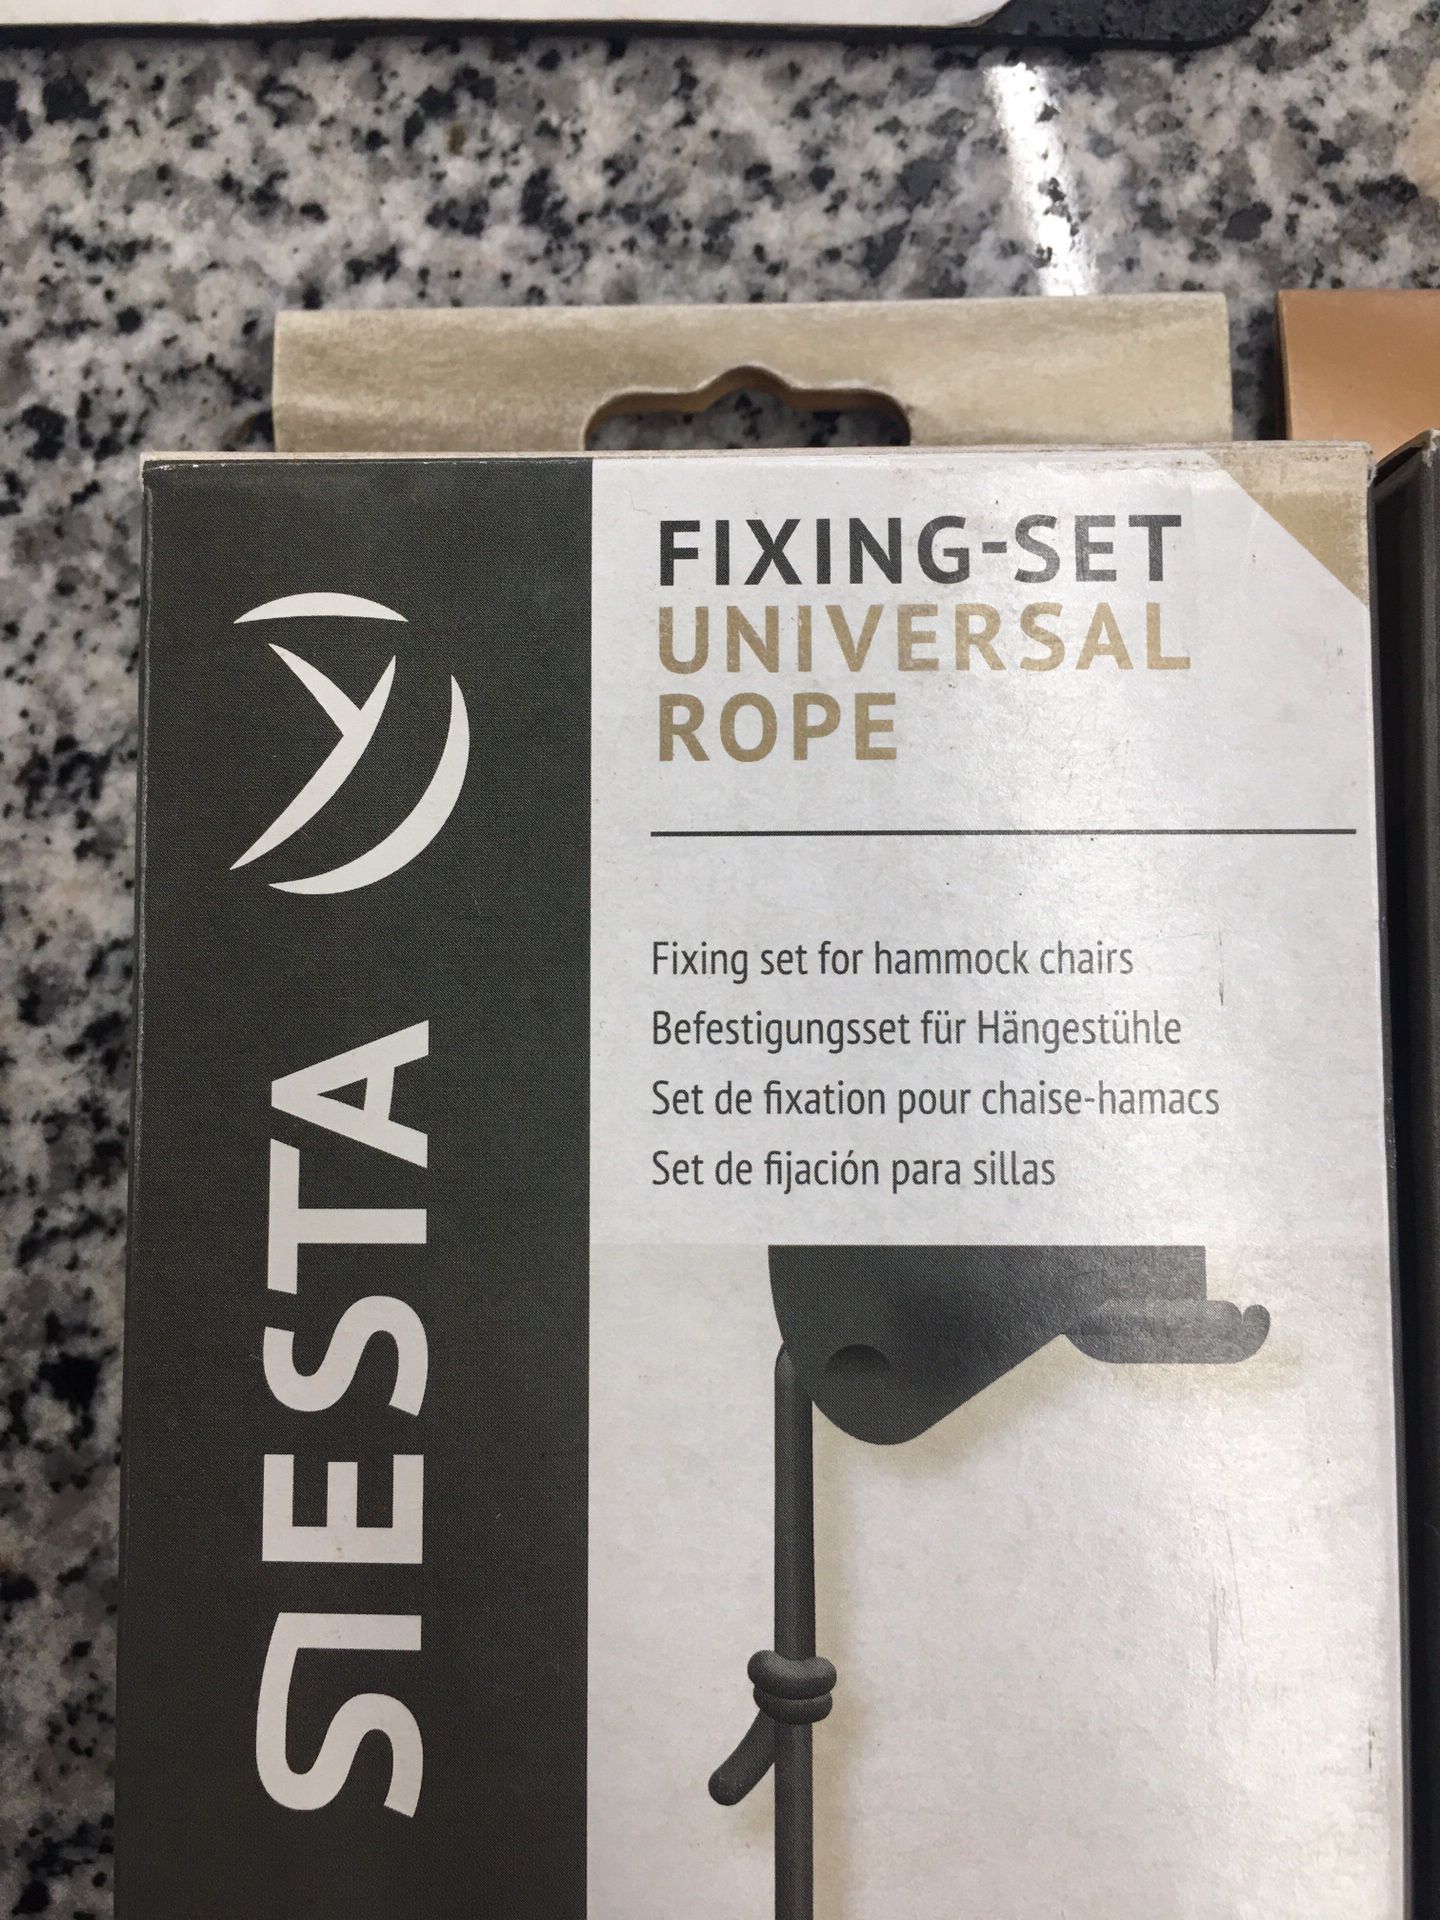 FIXING-SET
UNIVERSAL
ROPE
Fixing set for hammock chairs
Befestigungsset für Hängestühle
Set de fixation pour chaise-hamacs
Set de fijación para sillas
SIESTA